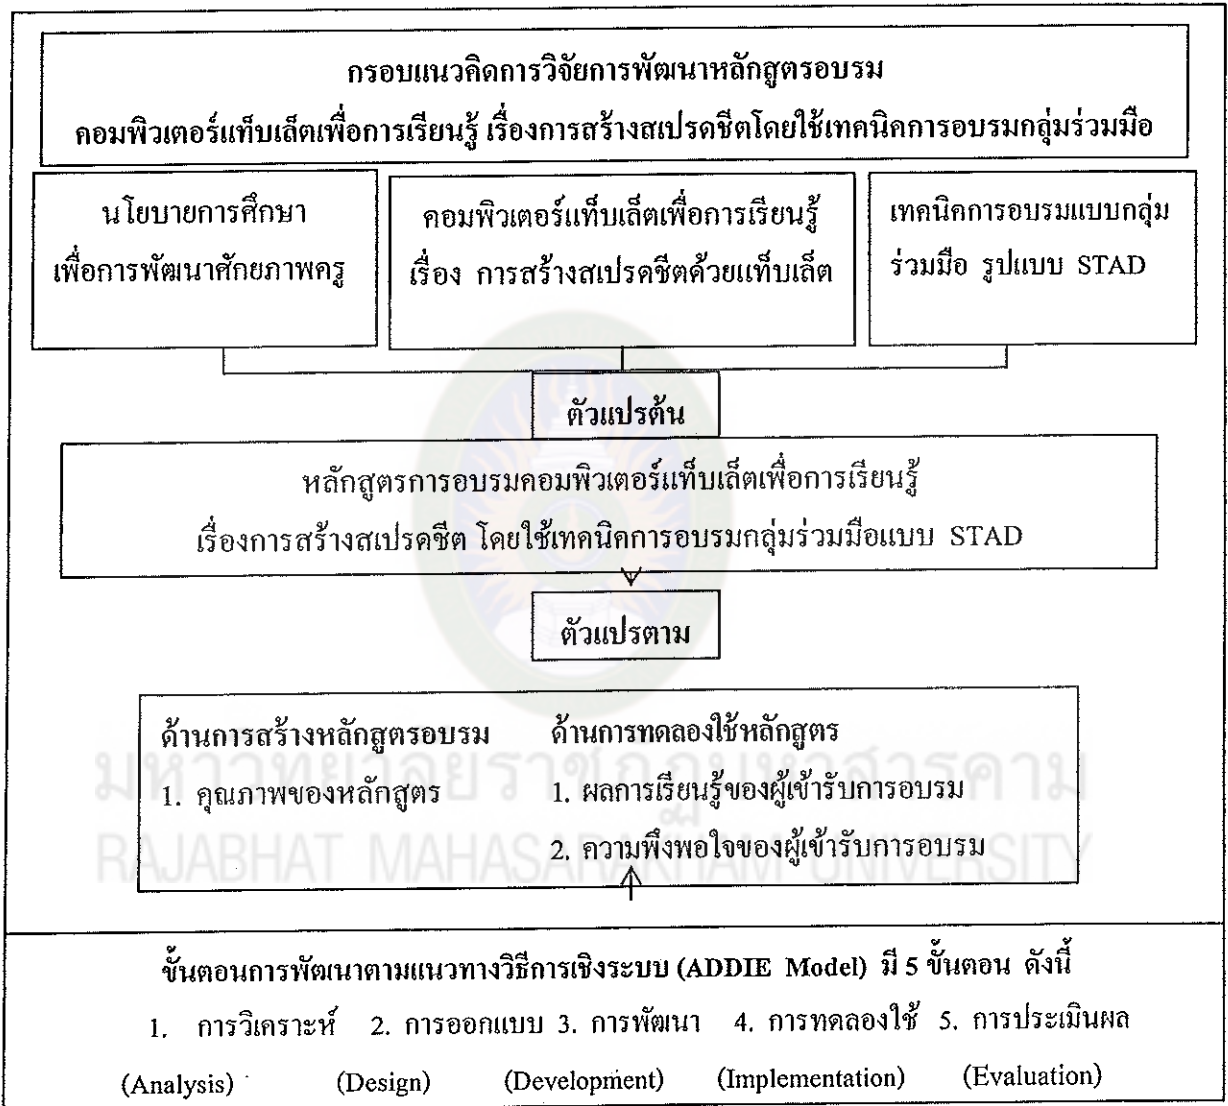 กรอบแนวคิดการวิจัยการพัฒนาหลักสูตรอบรม
คอมพิวเตอร์แท็บเล็ตเพื่อการเรียนรู้ เรื่องการสร้างสเปรดชีตโดยใช้เทคนิคการอบรมกลุ่มร่วมมือ
นโยบายการศึกษา
เพื่อการพัฒนาศักยภาพครู
คอมพิวเตอร์แท็บเล็ตเพื่อการเรียนรู้
เรื่อง การสร้างสเปรดชีตด้วยแท็บเล็ต
เทคนิคการอบรมแบบกลุ่ม
ร่วมมือ รูปแบบ STAD
ตัวแปรต้น
หลักสูตรการอบรมคอมพิวเตอร์แท็บเล็ตเพื่อการเรียนรู้
เรื่องการสร้างสเปรดชีต โดยใช้เทคนิคการอบรมกลุ่มร่วมมือแบบ STAD
ตัวแปรตาม
ด้านการสร้างหลักสูตรอบรม
1. คุณภาพของหลักสูตร
ด้านการทดลองใช้หลักสูตร
1. ผลการเรียนรู้ของผู้เข้ารับการอบรม
2. ความพึงพอใจของผู้เข้ารับการอบรม
มหาวิทยาลัยราชภัฏมหาสารคาม
RAJABHAT MAHASARAKHAM UNIVERSITY
ขั้นตอนการพัฒนาตามแนวทางวิธีการเชิงระบบ (ADDIE Model) มี 5 ขั้นตอน ดังนี้
1. การวิเคราะห์ 2. การออกแบบ 3. การพัฒนา 4. การทดลองใช้ 5. การประเมินผล
(Analysis) (Design) (Development) (Implementation) (Evaluation)